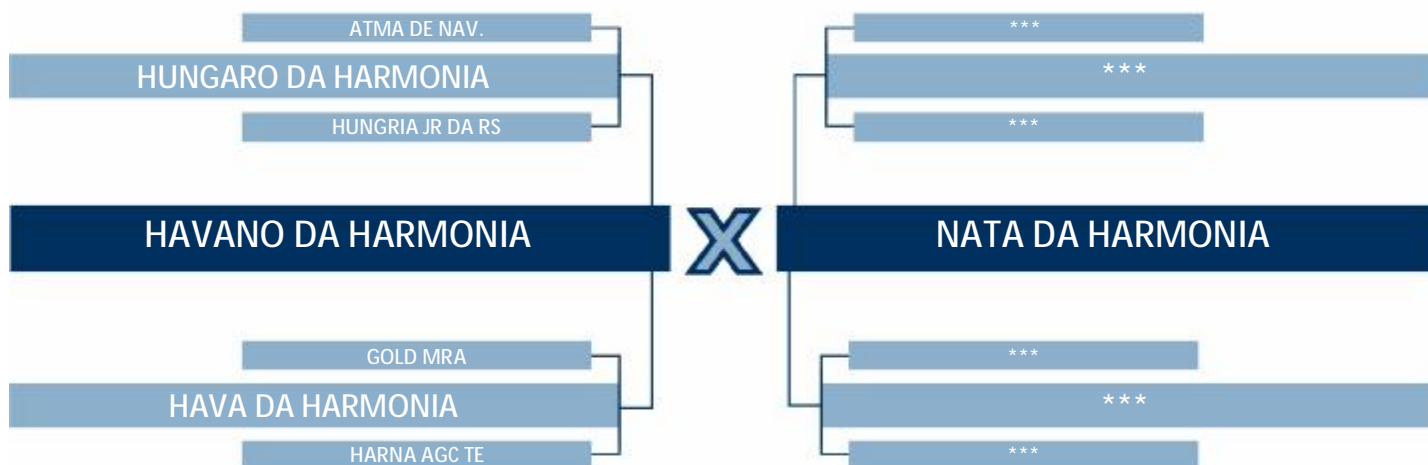 ATMA DE NAV.
***
HUNGARO DA HARMONIA
***
HUNGRIA JR DA RS
***
HAVANO DA HARMONIA
X
NATA DA HARMONIA
GOLD MRA
***
HAVA DA HARMONIA
***
HARNA AGC TE
***